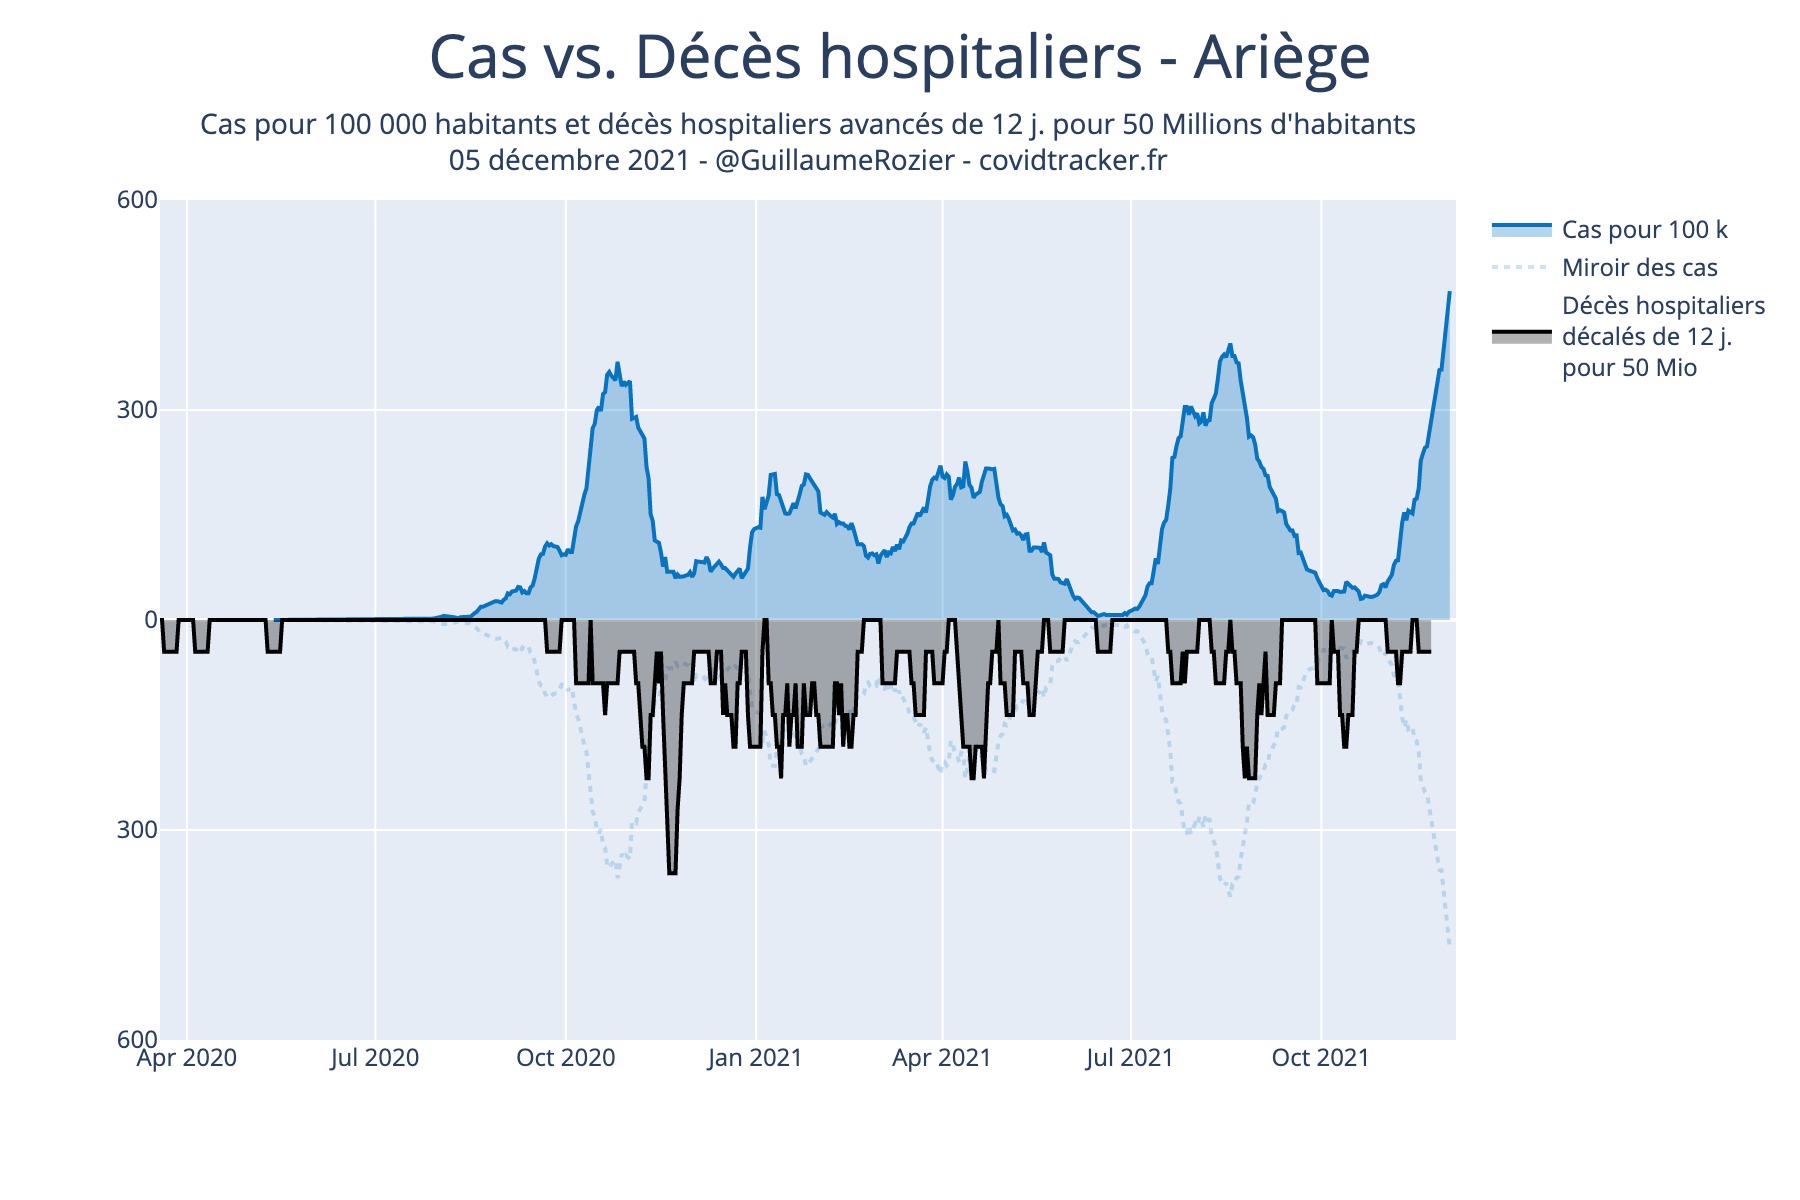 Cas vs. Décès hospitaliers - Ariège
Cas pour 100 000 habitants et décès hospitaliers avancés de 12 j. pour 50 Millions d'habitants
05 décembre 2021 - @GuillaumeRozier - covidtracker.fr
600
300
0
300
600
Apr 2020
Jul 2020
Oct 2020
Jan 2021
Apr 2021
Jul 2021
Oct 2021
Cas pour 100 k
Miroir des cas
Décès hospitaliers
décalés de 12 j.
pour 50 Mio